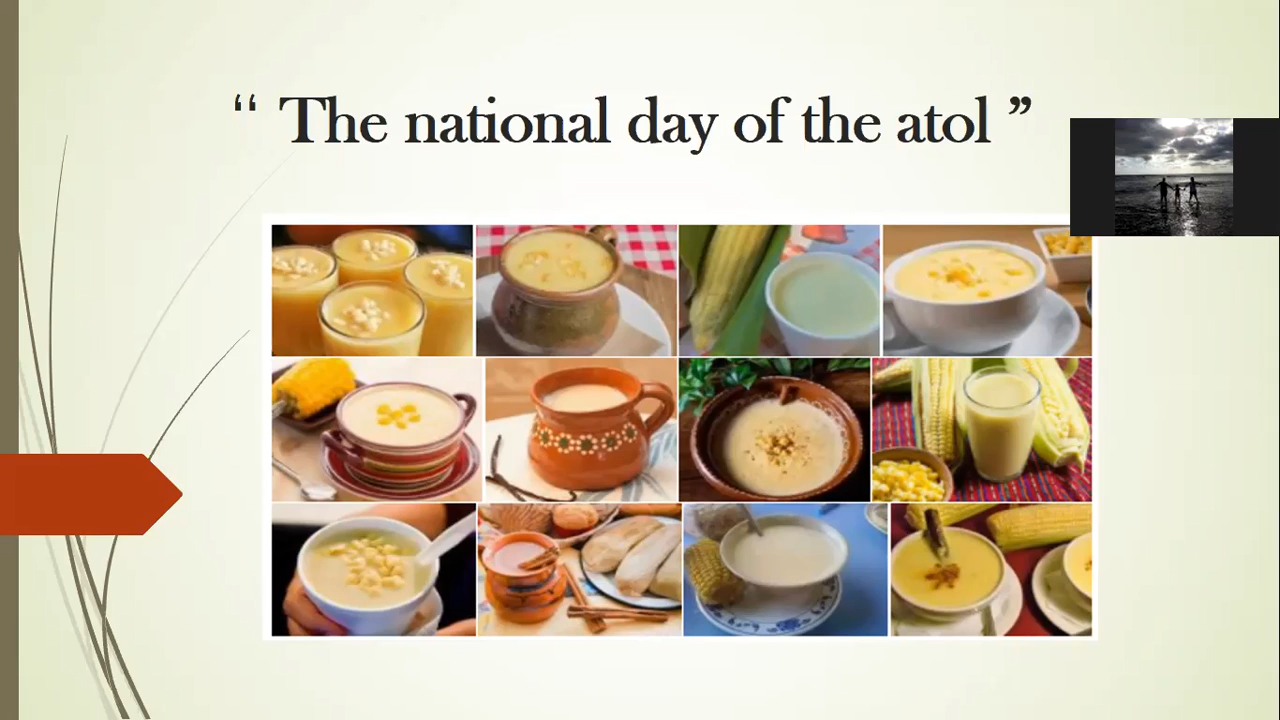 “ The national day of the atol ”